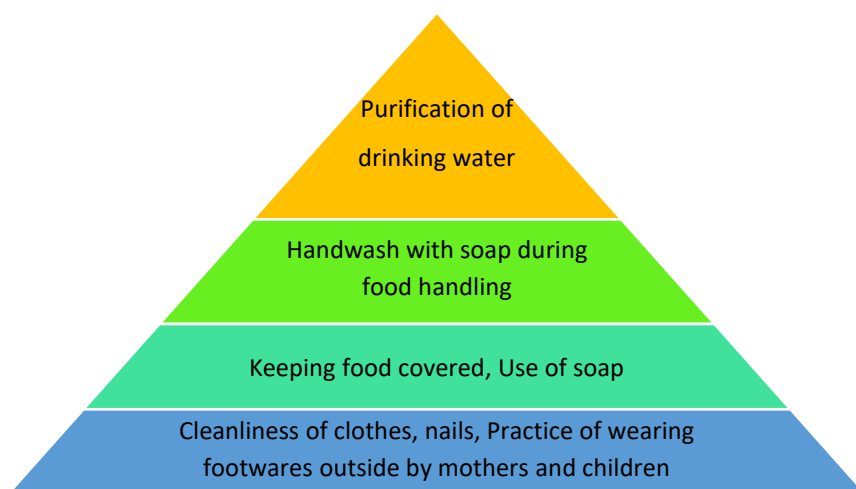 Purification of
drinking water
Handwash with soap during
food handling
Keeping food covered, Use of soap
Cleanliness of clothes, nails, Practice of wearing
footwares outside by mothers and children